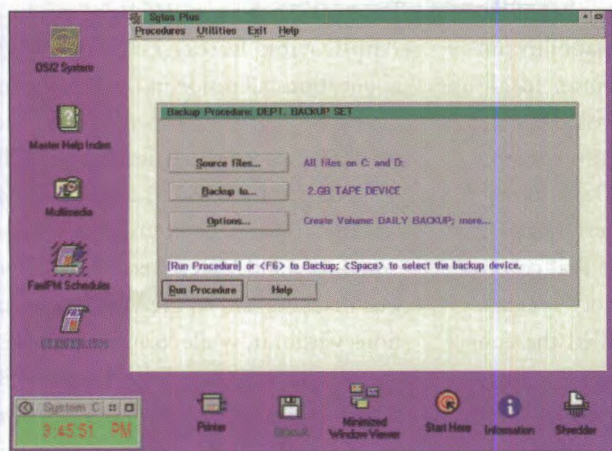 Sytos Plus
Procedures Utilities Exit Help
OS/2 System
Master Help Index
Multimedia
FaxPM Scheduler
Backup Procedure: DEPT. BACKUP SET
Source files... All files on C: and D:
Backup to... 2.GB TAPE DEVICE
Options... Create Volume: DAILY BACKUP; more...
[Run Procedure] or <F6> to Backup; <Space> to select the backup device.
Run Procedure Help
System C
3:45:51 PM
Printer
Minimized
Window Viewer
Start Here
Information
Shredder